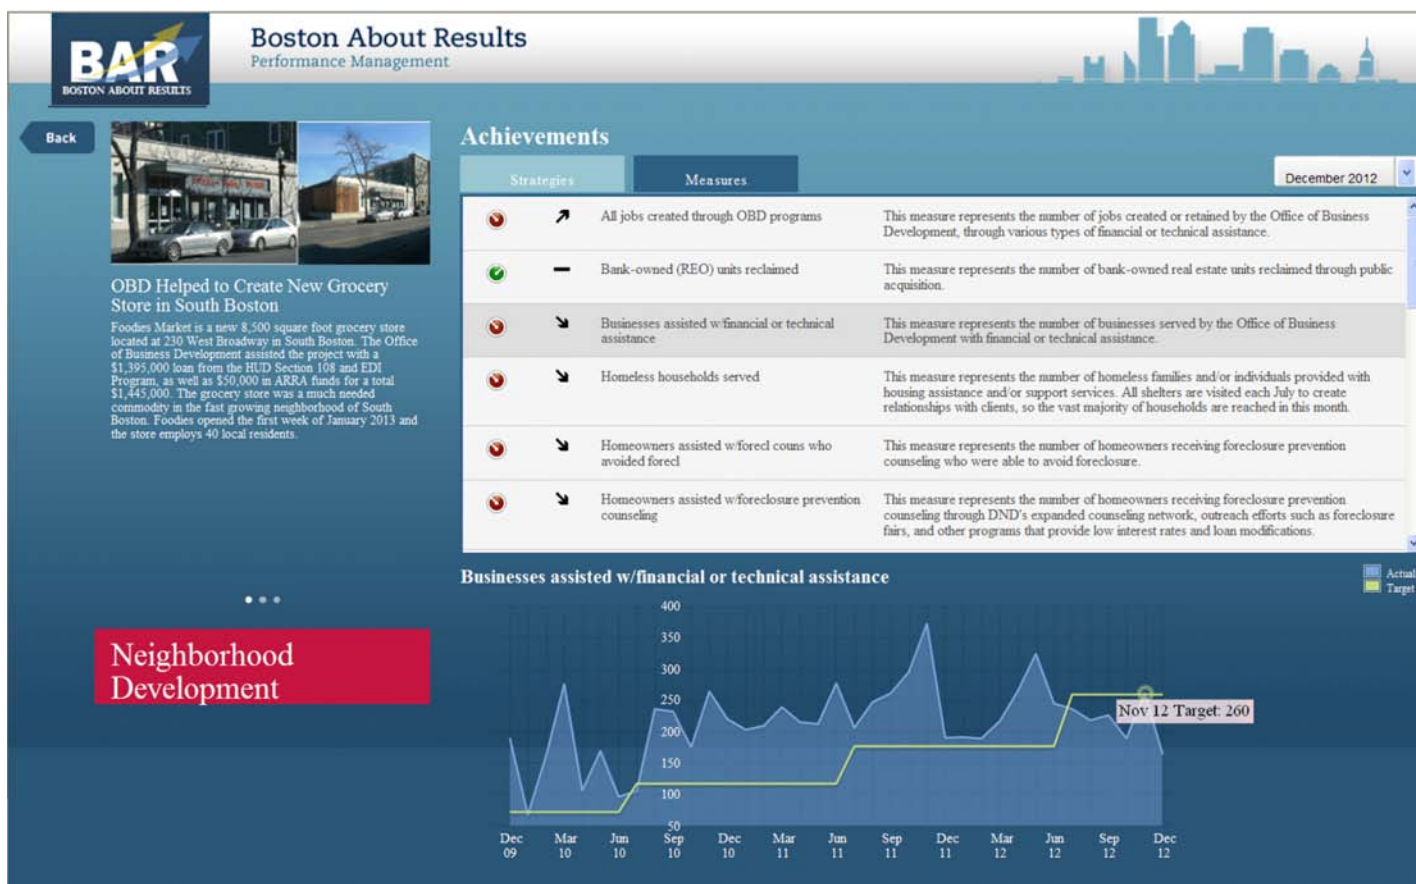 BAR
BOSTON ABOUT RESULTS
Boston About Results
Performance Management
Back
OBD Helped to Create New Grocery
Store in South Boston
Foodies Market is a new 8,500 square foot grocery store
located at 230 West Broadway in South Boston. The Office
of Business Development assisted the project with a
$1,395,000 loan from the HUD Section 108 and EDI
Program, as well as $50,000 in ARRA funds for a total
$1,445,000. The grocery store was a much needed
commodity in the fast growing neighborhood of South
Boston. Foodies opened the first week of January 2013 and
the store employs 40 local residents.
Neighborhood
Development
Achievements
Strategies
Measures
December 2012
All jobs created through OBD programs
This measure represents the number of jobs created or retained by the Office of Business
Development, through various types of financial or technical assistance.
Bank-owned (REO) units reclaimed
This measure represents the number of bank-owned real estate units reclaimed through public
acquisition.
Businesses assisted w/financial or technical
assistance
This measure represents the number of businesses served by the Office of Business
Development with financial or technical assistance.
Homeless households served
This measure represents the number of homeless families and/or individuals provided with
housing assistance and/or support services. All shelters are visited each July to create
relationships with clients, so the vast majority of households are reached in this month.
Homeowners assisted w/forecl couns who
avoided forecl
This measure represents the number of homeowners receiving foreclosure prevention
counseling who were able to avoid foreclosure.
Homeowners assisted w/foreclosure prevention
counseling
This measure represents the number of homeowners receiving foreclosure prevention
counseling through DND's expanded counseling network, outreach efforts such as foreclosure
fairs, and other programs that provide low interest rates and loan modifications.
Businesses assisted w/financial or technical assistance
Actual
Target
400
350
300
250
200
150
100
50
Nov 12 Target: 260
Dec Mar Jun Sep Dec Mar Jun Sep Dec Mar Jun Sep Dec
09 10 10 10 10 11 11 11 11 12 12 12 12